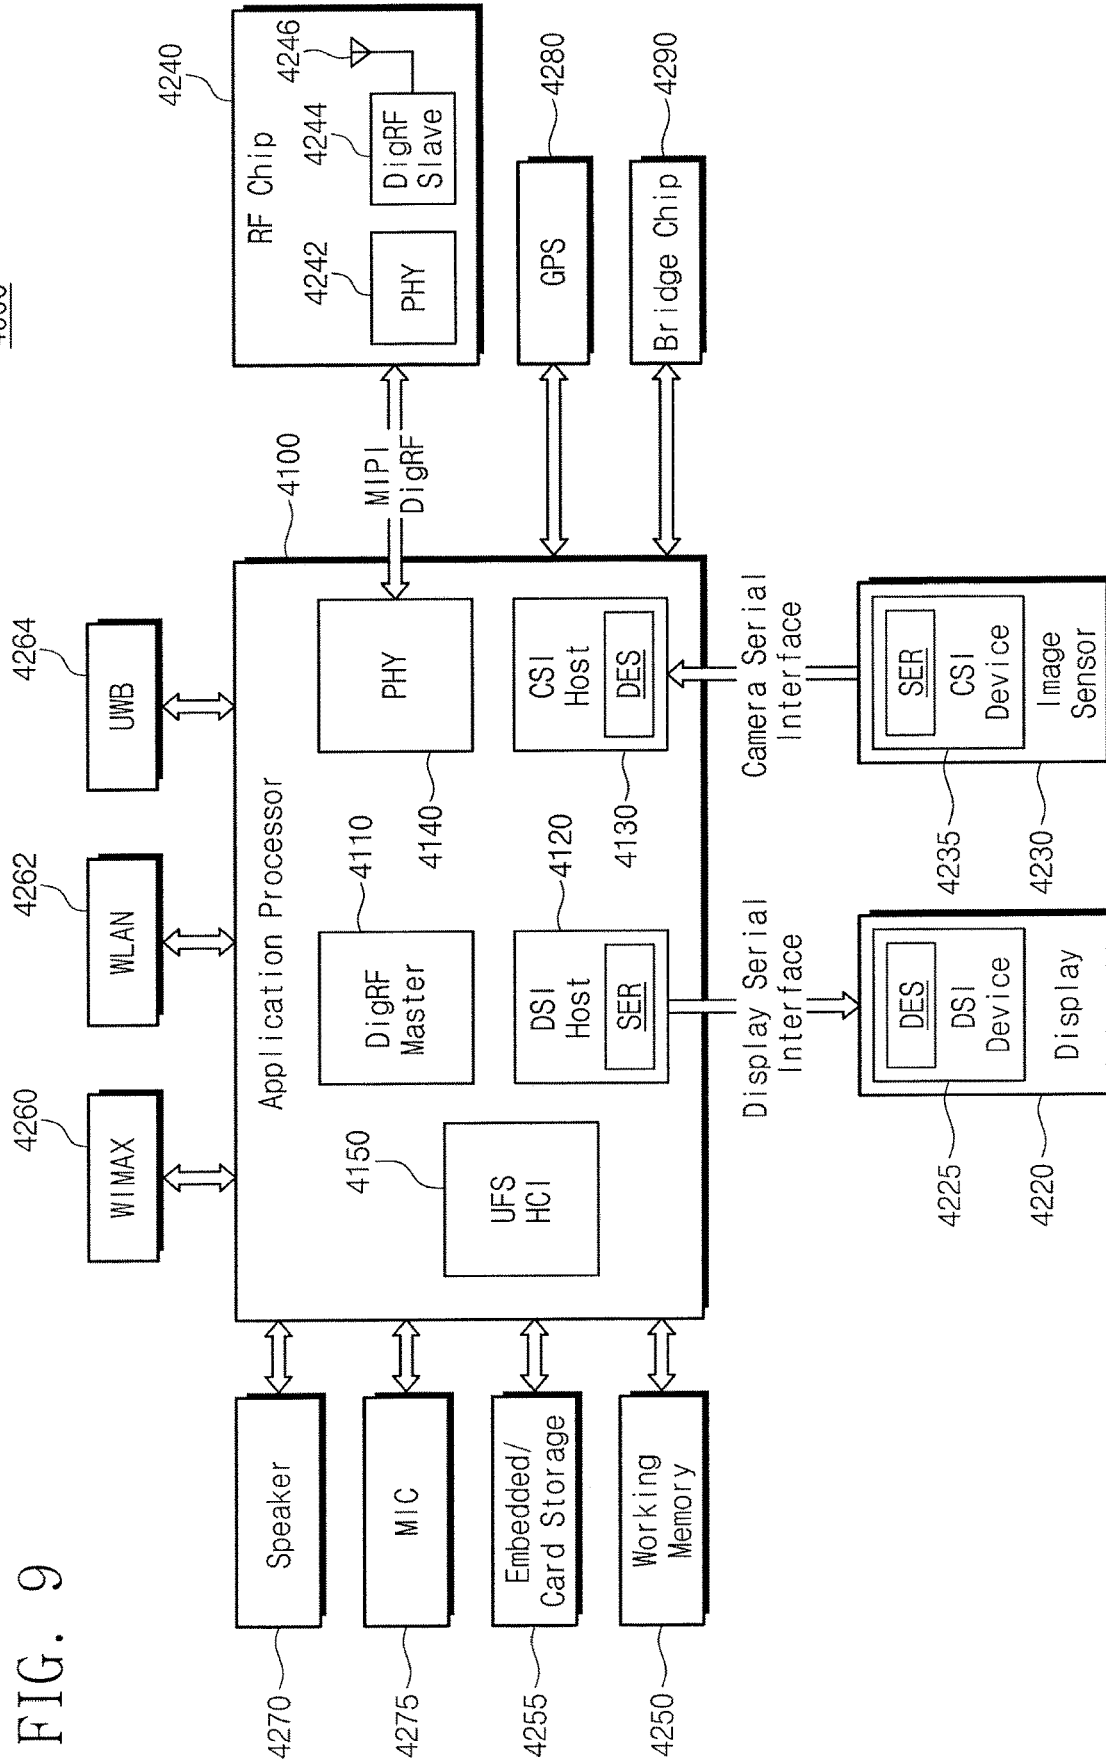 FIG. 9
4260
WIMAX
4262
WLAN
4264
UWB
4270
Speaker
4275
MIC
4255
Embedded/
Card Storage
4250
Working
Memory
4100
Application Processor
4150
UFS
HCI
4110
DigRF
Master
4140
PHY
4120
DSI
Host
SER
4130
CSI
Host
DES
MIPI
DigRF
4240
RF Chip
4242
PHY
4244
DigRF
Slave
4246
4280
GPS
4290
Bridge Chip
Display Serial
Interface
Camera Serial
Interface
4225
DES
DSI
Device
4220
Display
4235
SER
CSI
Device
4230
Image
Sensor